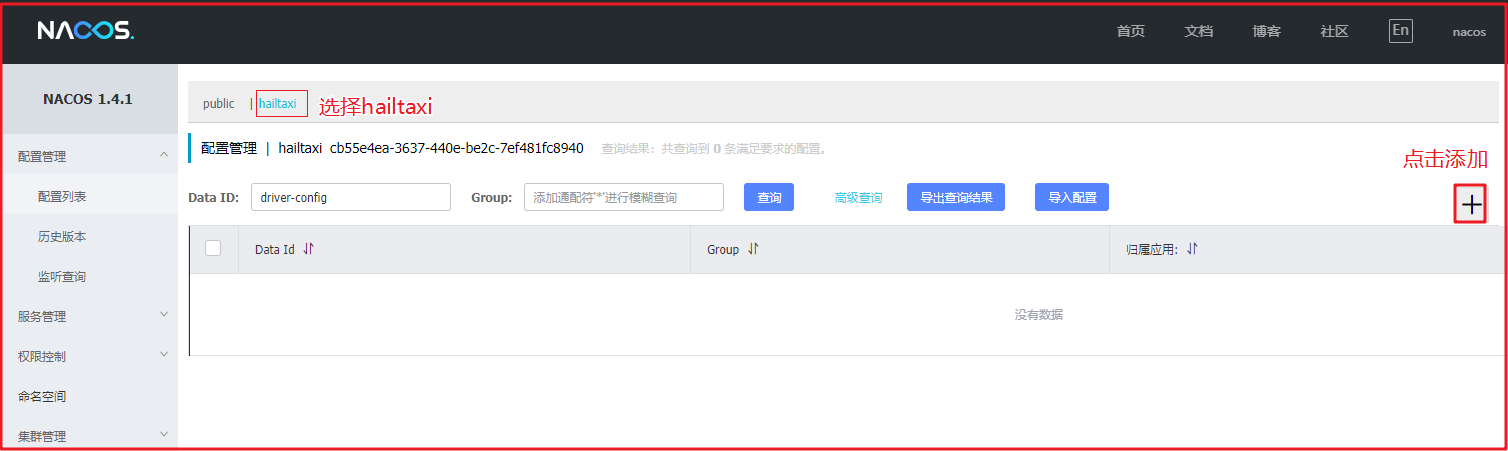 NACOS. 首页 文档 博客 社区 En nacos
NACOS 1.4.1
public | hailtaxi 选择hailtaxi
配置管理 | hailtaxi cb55e4ea-3637-440e-be2c-7ef481fc8940 查询结果：共查询到 0 条满足要求的配置。
点击添加
Data ID: driver-config Group: 添加通配符'*'进行模糊查询 查询 高级查询 导出查询结果 导入配置
Data Id Group 归属应用:
没有数据
配置管理
配置列表
历史版本
监听查询
服务管理
权限控制
命名空间
集群管理